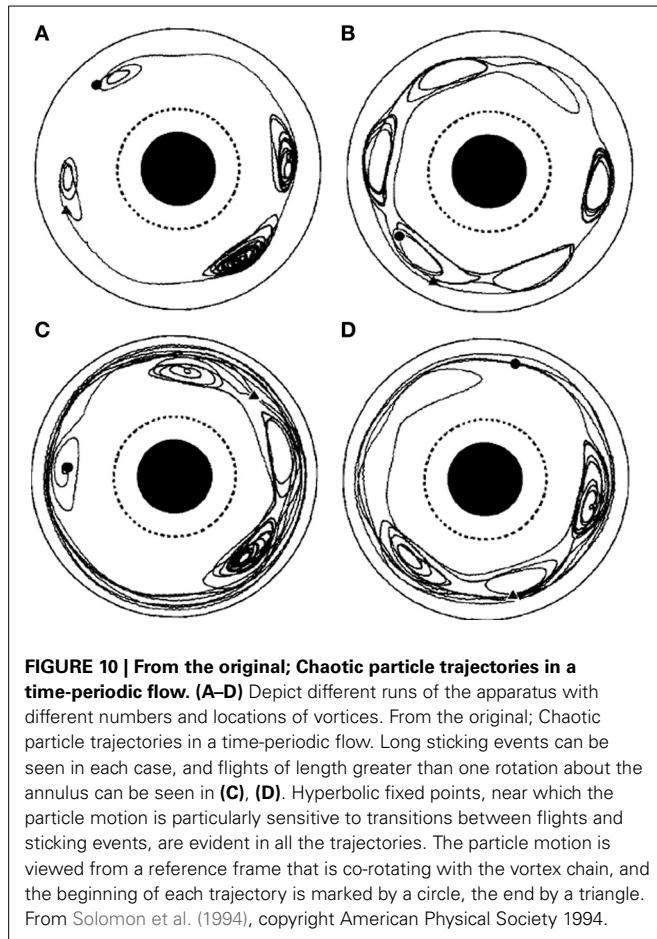 A
B
C
D
FIGURE 10 | From the original; Chaotic particle trajectories in a
time-periodic flow. (A–D) Depict different runs of the apparatus with
different numbers and locations of vortices. From the original; Chaotic
particle trajectories in a time-periodic flow. Long sticking events can be
seen in each case, and flights of length greater than one rotation about the
annulus can be seen in (C), (D). Hyperbolic fixed points, near which the
particle motion is particularly sensitive to transitions between flights and
sticking events, are evident in all the trajectories. The particle motion is
viewed from a reference frame that is co-rotating with the vortex chain, and
the beginning of each trajectory is marked by a circle, the end by a triangle.
From Solomon et al. (1994), copyright American Physical Society 1994.